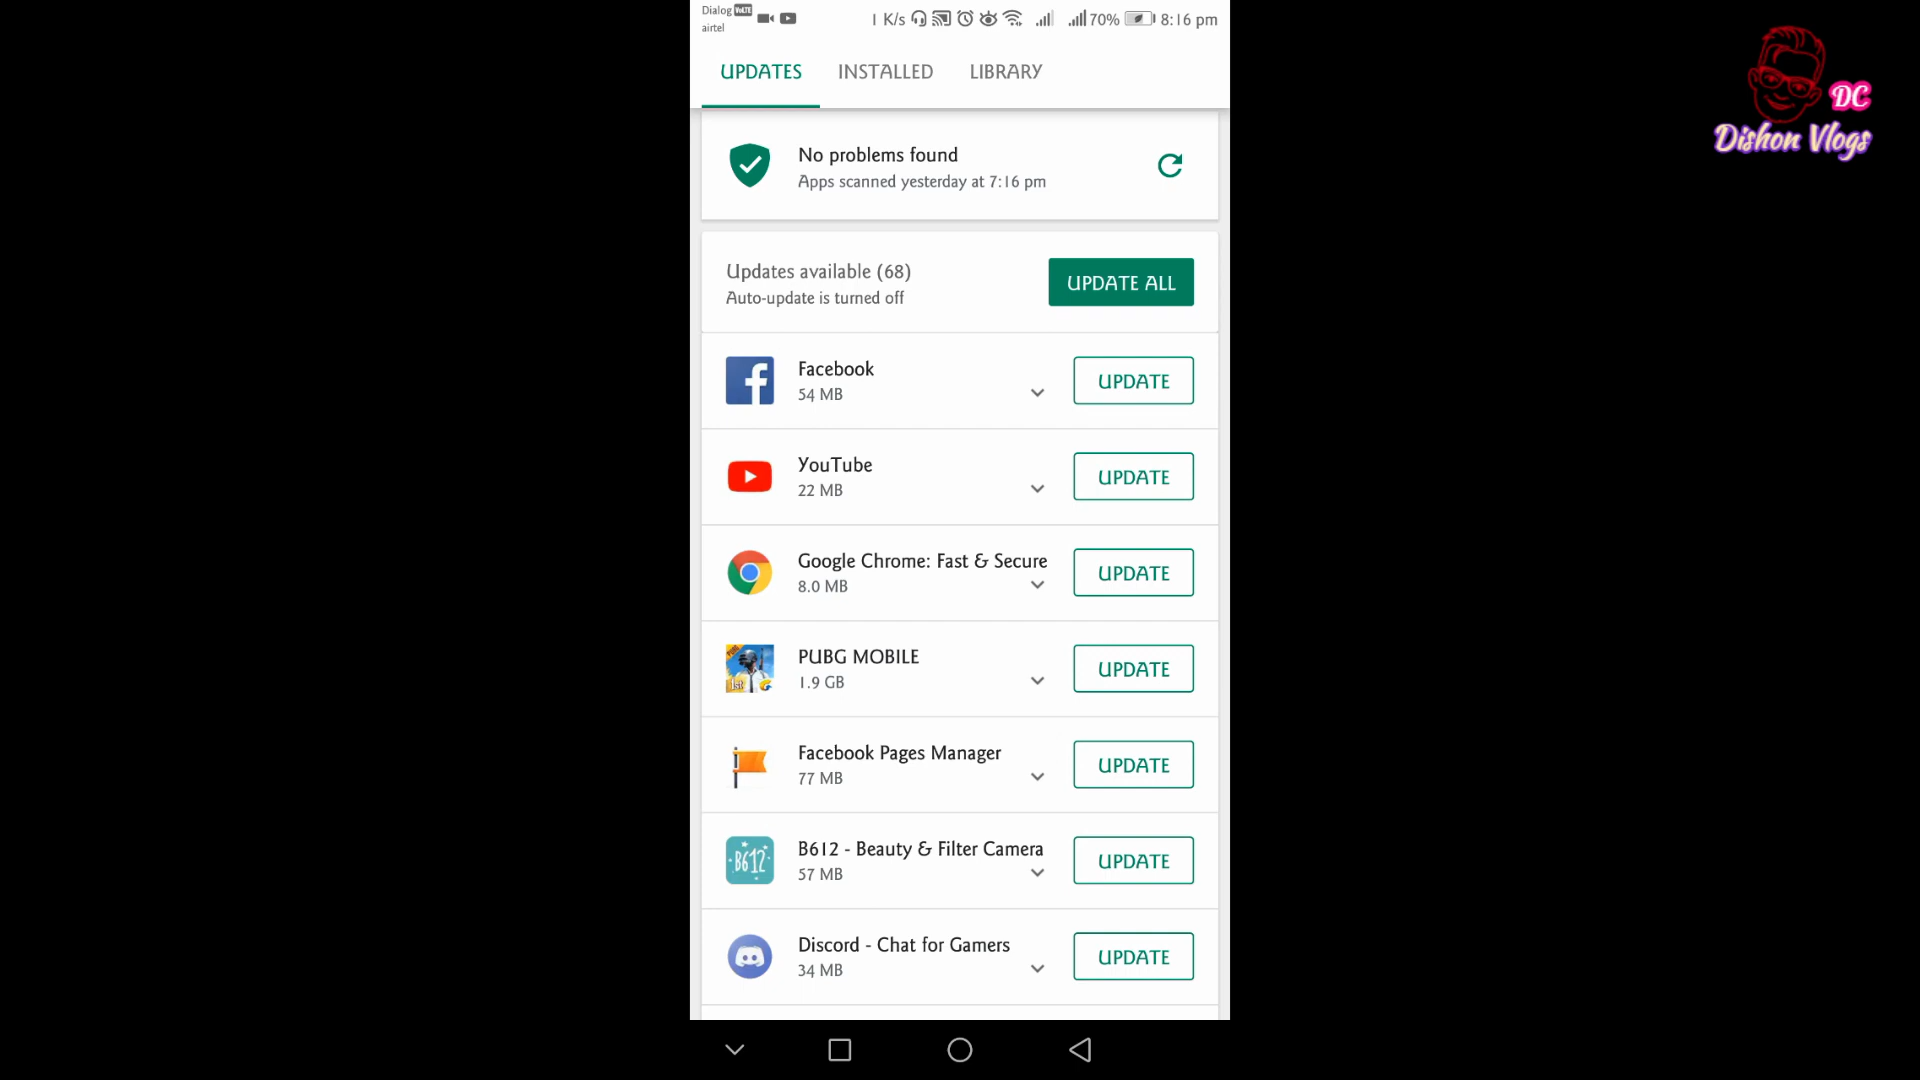 Dialog VoLTE
airtel
1 K/s
70%
8:16 pm
DC
Dishon Vlogs
UPDATES
INSTALLED
LIBRARY
No problems found
Apps scanned yesterday at 7:16 pm
Updates available (68)
Auto-update is turned off
UPDATE ALL
Facebook
54 MB
UPDATE
YouTube
22 MB
UPDATE
Google Chrome: Fast & Secure
8.0 MB
UPDATE
PUBG MOBILE
1.9 GB
UPDATE
Facebook Pages Manager
77 MB
UPDATE
B612
B612 - Beauty & Filter Camera
57 MB
UPDATE
Discord - Chat for Gamers
34 MB
UPDATE